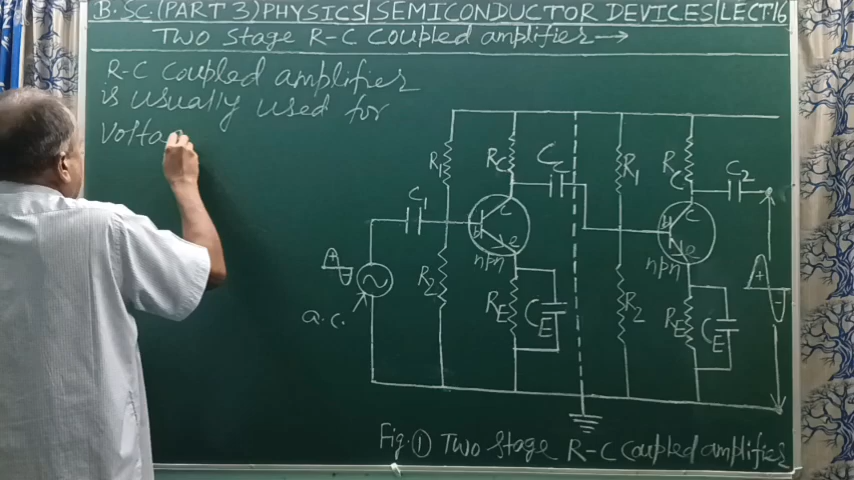 B.Sc.(PART 3)PHYSICS|SEMICONDUCTOR DEVICES|LECT.16
Two Stage R-C Coupled amplifier→
R-C Coupled amplifier
is usually used for
volta
R1
RC
CC
R1
RC
C2
C1
c
b
e
npn
c
b
e
npn
+
-
a.c.
R2
RE
CE
R2
RE
CE
+
-
Fig. ① Two Stage R-C Coupled amplifier